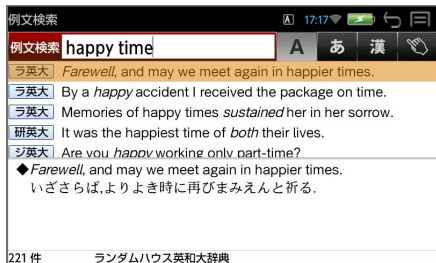 例文検索 A 17:17
例文検索 happy time A あ 漢
ラ英大 Farewell, and may we meet again in happier times.
ラ英大 By a happy accident I received the package on time.
ラ英大 Memories of happy times sustained her in her sorrow.
研英大 It was the happiest time of both their lives.
ジ英大 Are you happy working only part-time?
◆Farewell, and may we meet again in happier times.
いざさらば,よりよき時に再びまみえんと祈る.
221 件 ランダムハウス英和大辞典